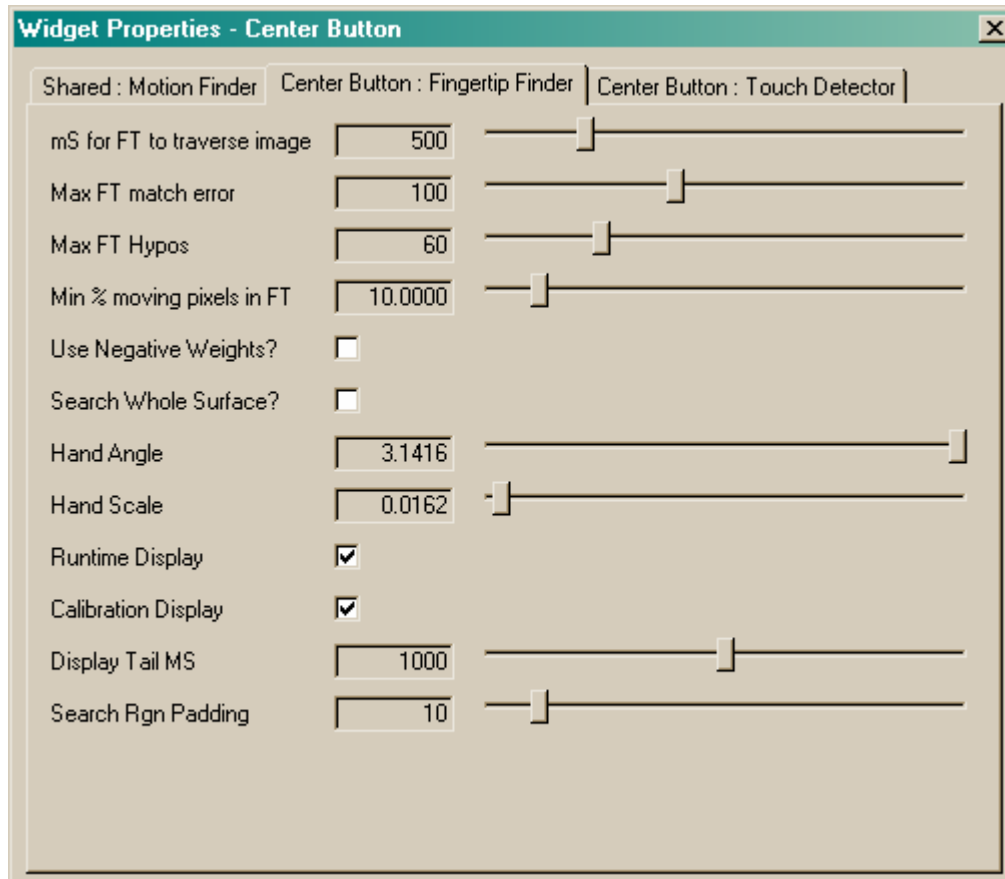 Widget Properties - Center Button
Shared : Motion Finder Center Button : Fingertip Finder Center Button : Touch Detector
mS for FT to traverse image 500
Max FT match error 100
Max FT Hypos 60
Min % moving pixels in FT 10.0000
Use Negative Weights?
Search Whole Surface?
Hand Angle 3.1416
Hand Scale 0.0162
Runtime Display
Calibration Display
Display Tail MS 1000
Search Rgn Padding 10